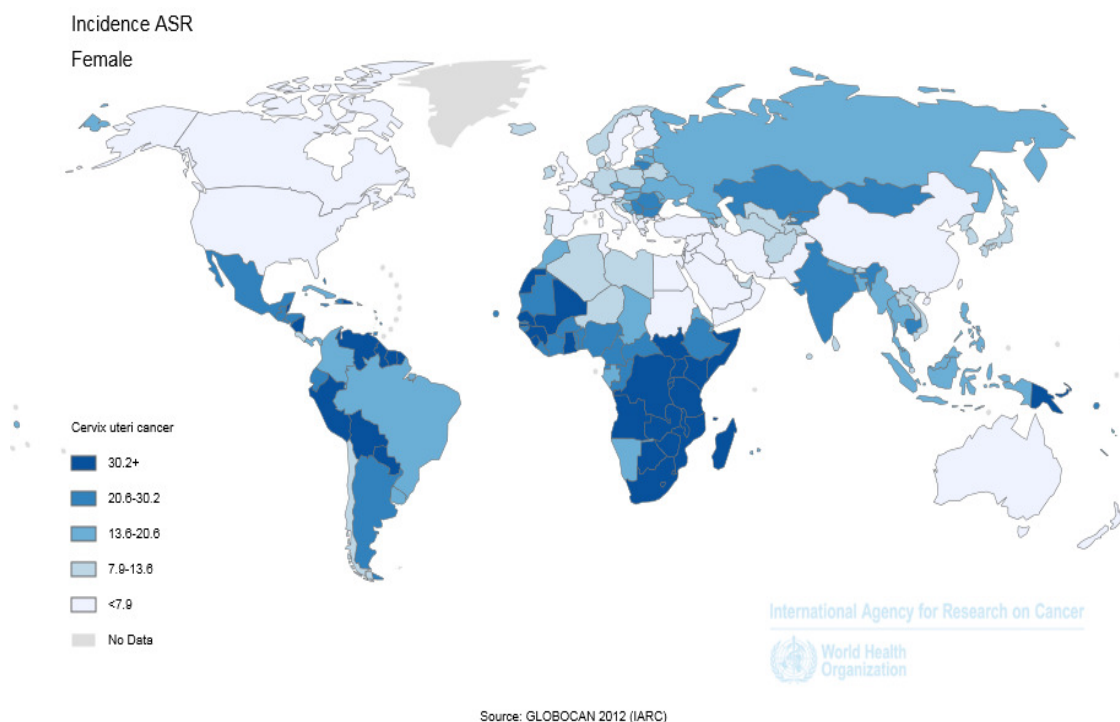 Incidence ASR
Female
Cervix uteri cancer
30.2+
20.6-30.2
13.6-20.6
7.9-13.6
<7.9
No Data
International Agency for Research on Cancer
World Health
Organization
Source: GLOBOCAN 2012 (IARC)